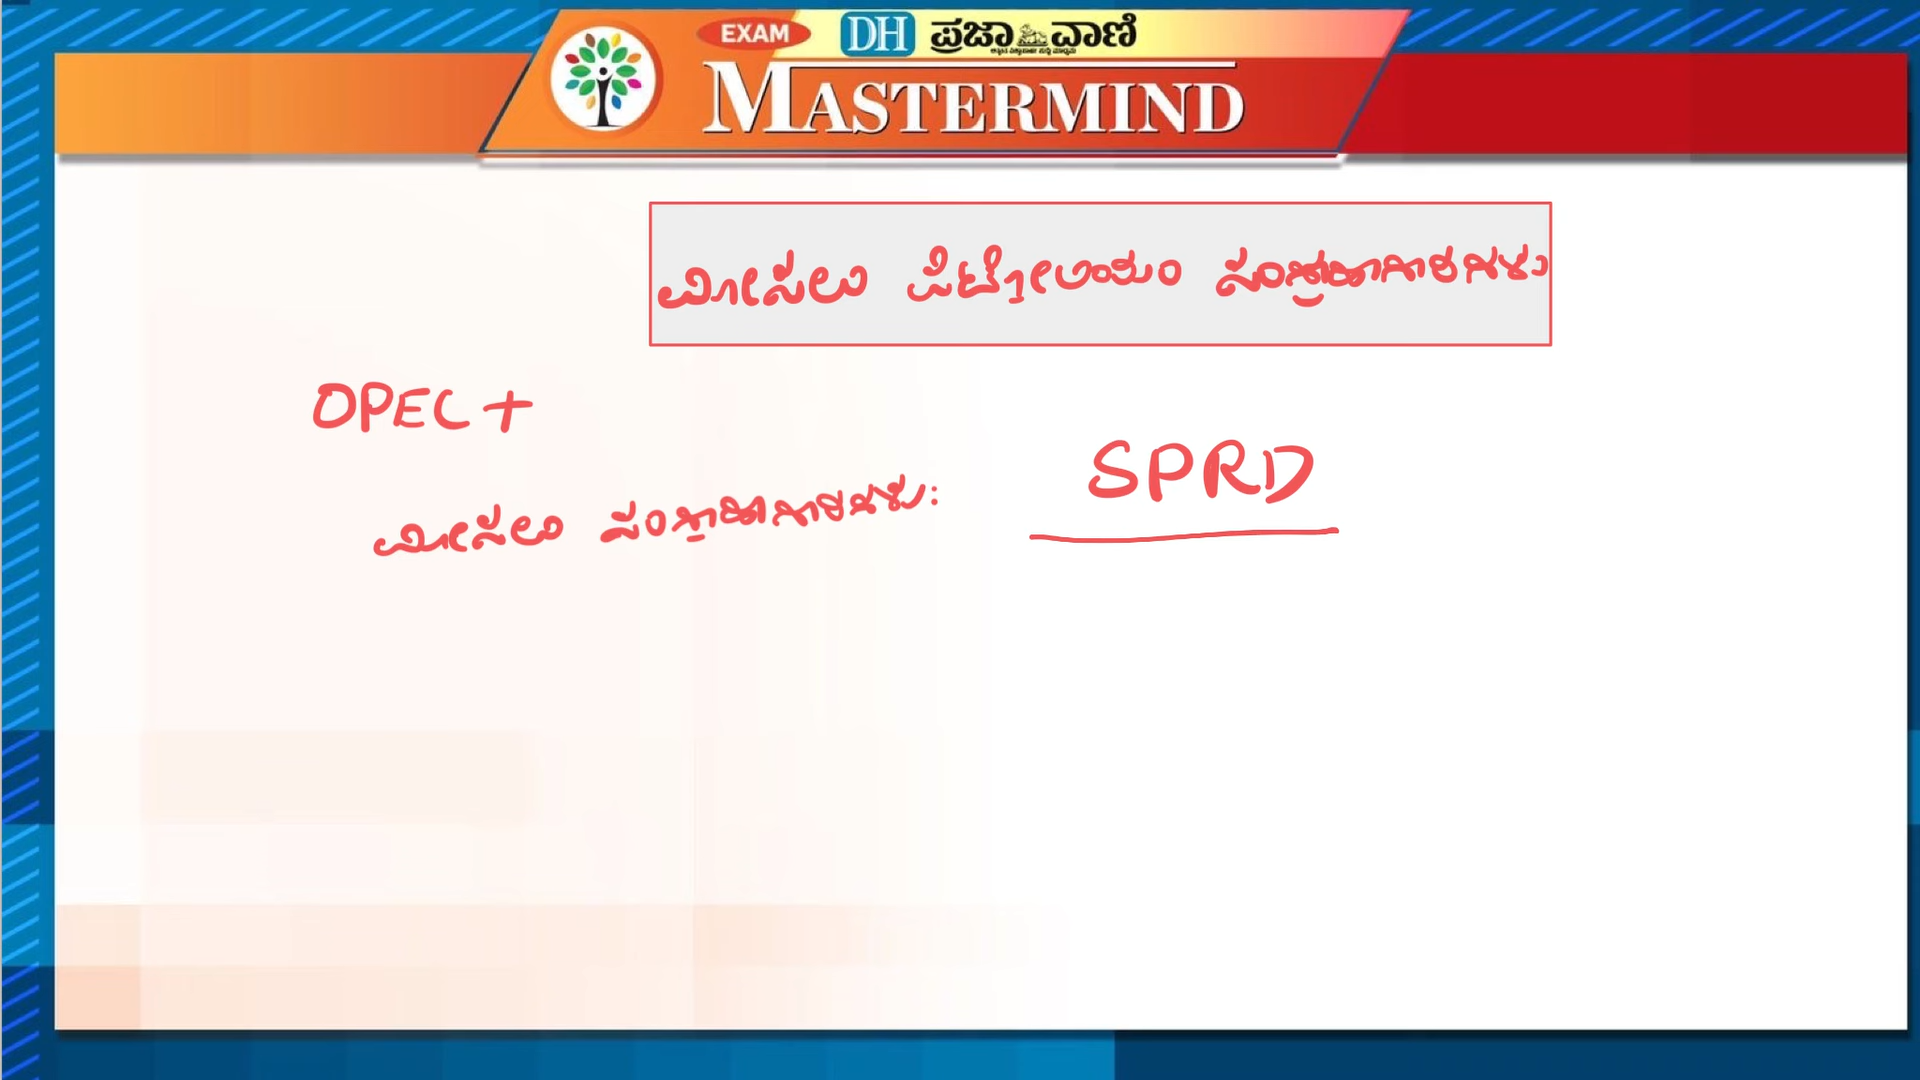 EXAM DH ಪ್ರಜಾವಾಣಿ
MASTERMIND
ಮೀಸಲು ಪೆಟ್ರೋಲಿಯಂ ಸಂಗ್ರಹಾಗಾರಗಳು
OPEC +
ಮೀಸಲು ಸಂಗ್ರಹಾಗಾರಗಳು:
SPRD